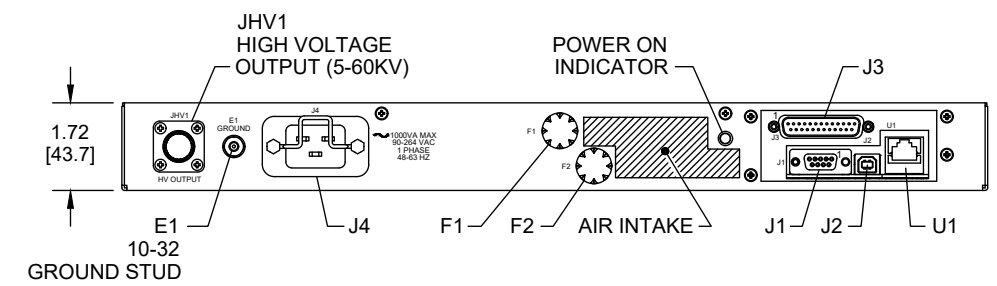 JHV1
HIGH VOLTAGE
OUTPUT (5-60KV)
POWER ON
INDICATOR
J3
1.72
[43.7]
JHV1
HV OUTPUT
E1
GROUND
J4
1000VA MAX
90-264 VAC
1 PHASE
48-63 HZ
F1
F2
1
J3
J2
U1
J1
1
E1
10-32
GROUND STUD
J4
F1
F2
AIR INTAKE
J1
J2
U1